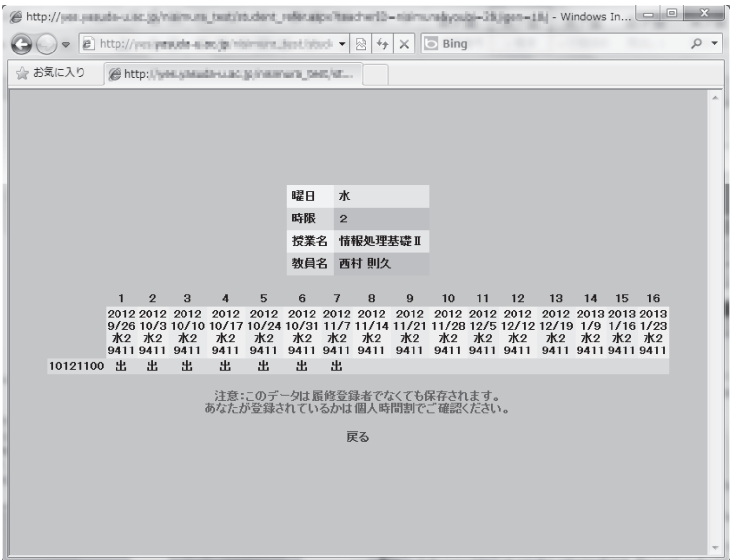 Windows In...
Bing
お気に入り
曜日 水
時限 2
授業名 情報処理基礎Ⅱ
教員名 西村 則久
1 2 3 4 5 6 7 8 9 10 11 12 13 14 15 16
2012 2012 2012 2012 2012 2012 2012 2012 2012 2012 2012 2012 2012 2013 2013 2013
9/26 10/3 10/10 10/17 10/24 10/31 11/7 11/14 11/21 11/28 12/5 12/12 12/19 1/9 1/16 1/23
水2 水2 水2 水2 水2 水2 水2 水2 水2 水2 水2 水2 水2 水2 水2 水2
9411 9411 9411 9411 9411 9411 9411 9411 9411 9411 9411 9411 9411 9411 9411 9411
10121100 出 出 出 出 出 出 出
注意:このデータは履修登録者でなくても保存されます。
あなたが登録されているかは個人時間割でご確認ください。
戻る